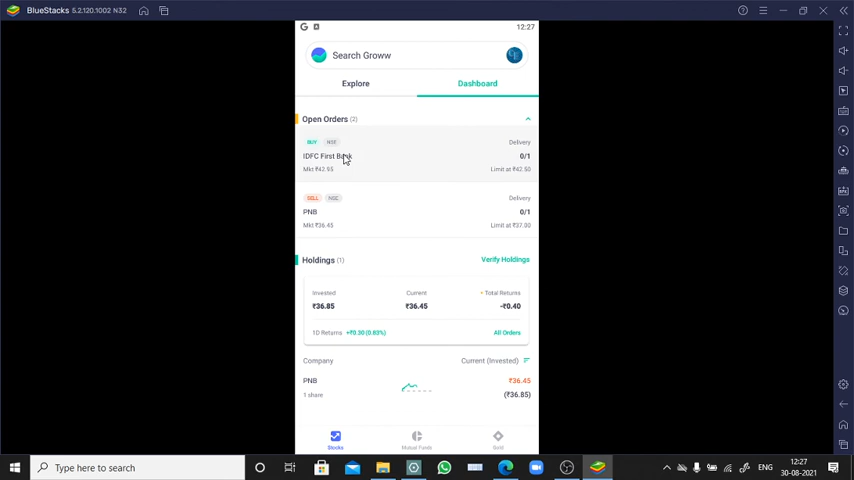 BlueStacks 5.2.120.1002 N32
G A 12:27
Search Groww
Explore Dashboard
Open Orders (2)
BUY NSE Delivery
IDFC First Bank 0/1
Mkt ₹42.95 Limit at ₹42.50
SELL NSE Delivery
PNB 0/1
Mkt ₹36.45 Limit at ₹37.00
Holdings (1) Verify Holdings
Invested Current Total Returns
₹36.85 ₹36.45 -₹0.40
1D Returns +₹0.30 (0.83%) All Orders
Company Current (Invested)
PNB ₹36.45
1 share (₹36.85)
Stocks Mutual Funds Gold
Type here to search
ENG 12:27
30-08-2021